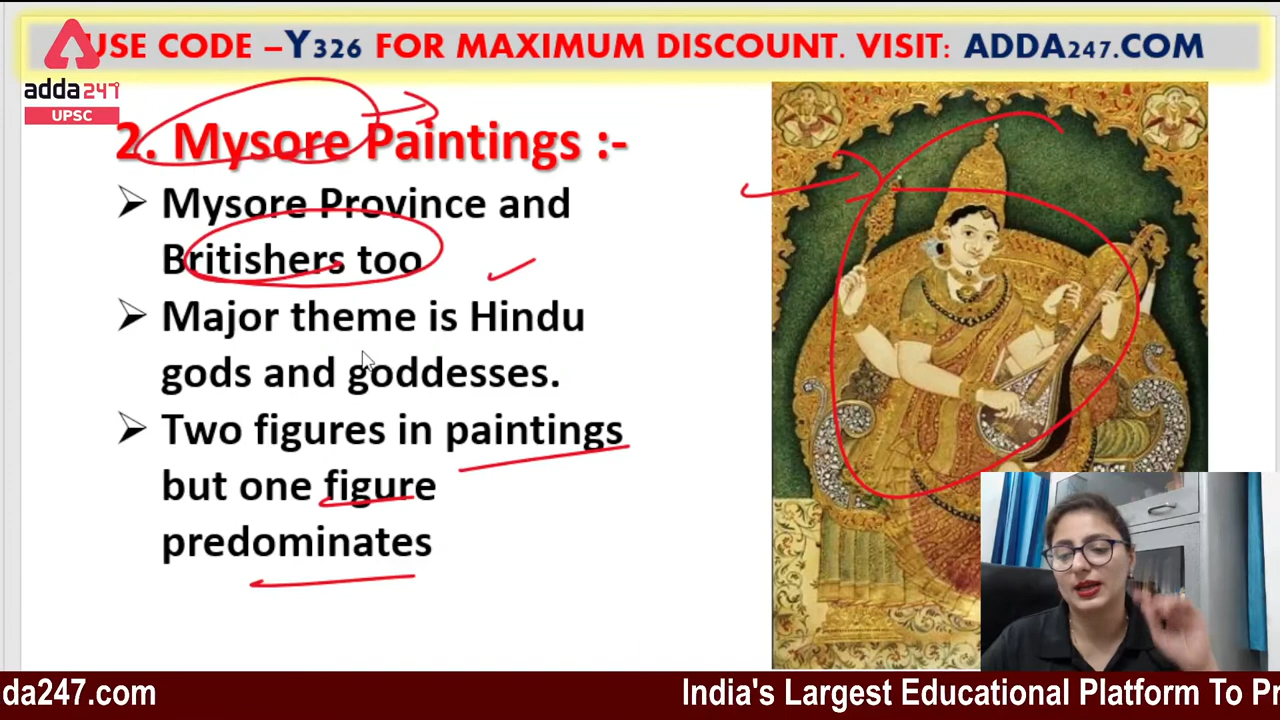 USE CODE –Y326 FOR MAXIMUM DISCOUNT. VISIT: ADDA247.COM
adda247
UPSC
2. Mysore Paintings :-
➢ Mysore Province and
Britishers too
➢ Major theme is Hindu
gods and goddesses.
➢ Two figures in paintings
but one figure
predominates
da247.com
India's Largest Educational Platform To Pr